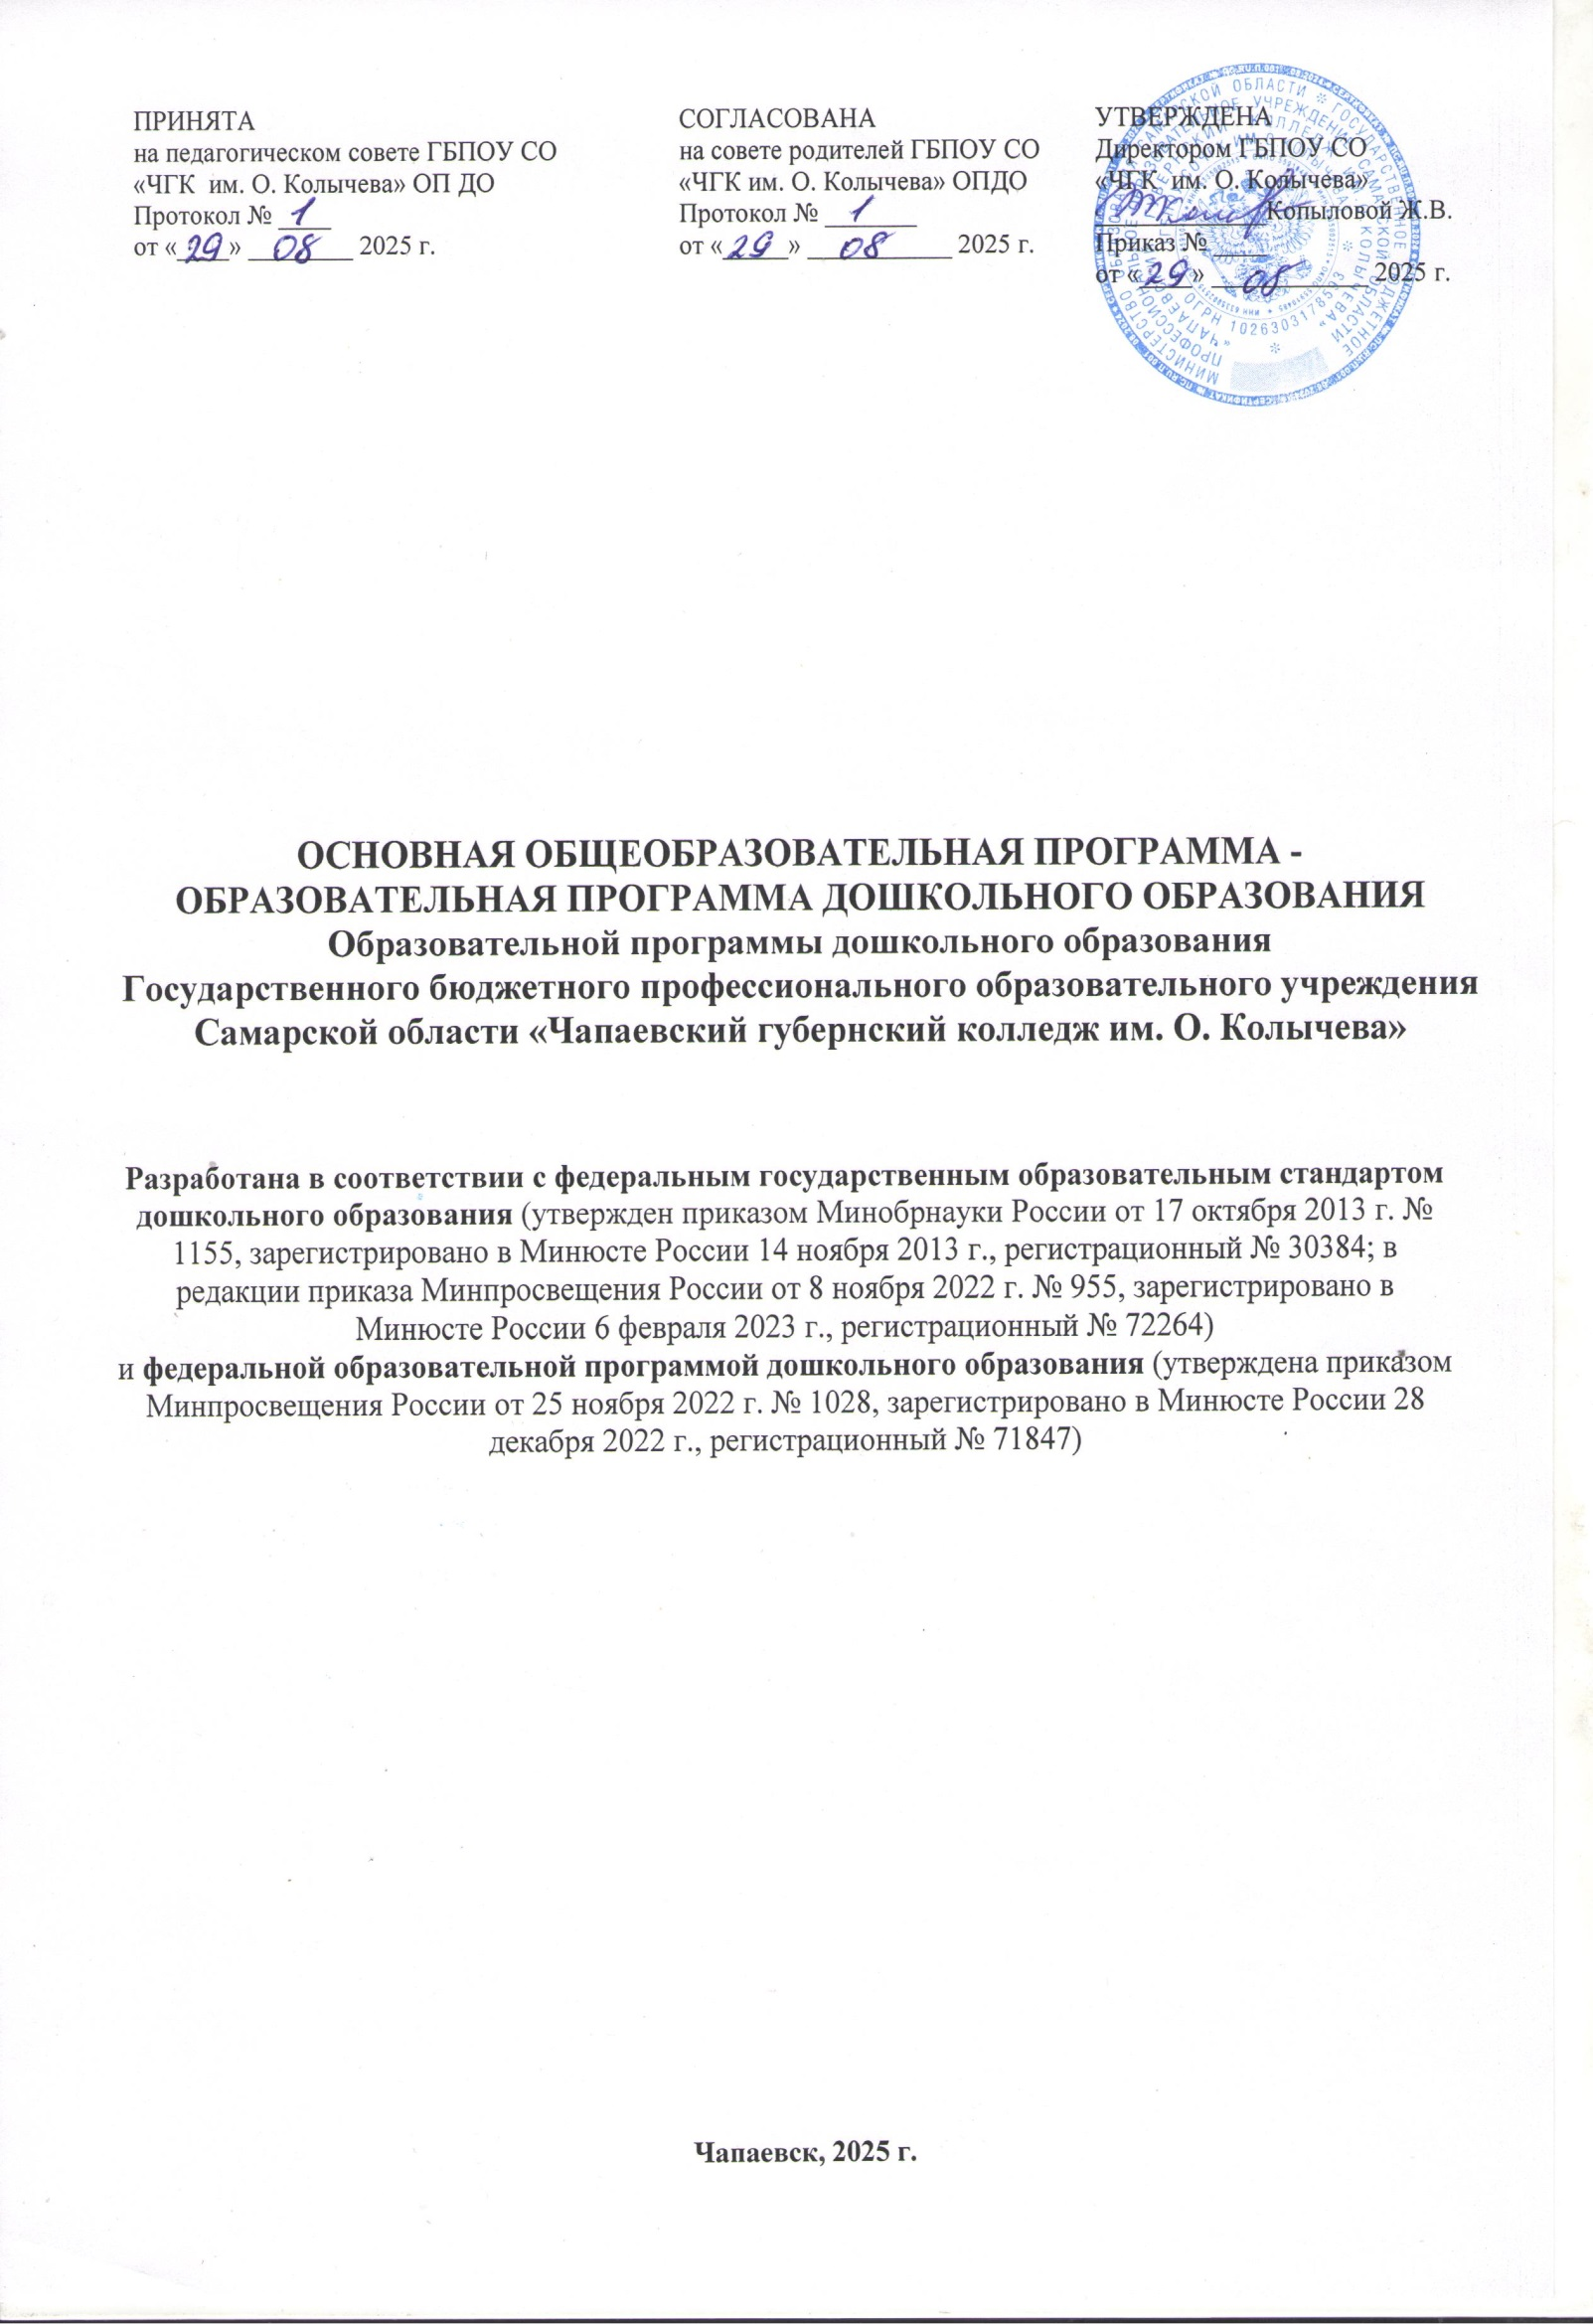 ПРИНЯТА
на педагогическом совете ГБПОУ СО
«ЧГК им. О. Колычева» ОП ДО
Протокол № 1
от «29» 08 2025 г.
СОГЛАСОВАНА
на совете родителей ГБПОУ СО
«ЧГК им. О. Колычева» ОПДО
Протокол № 1
от «29» 08 2025 г.
УТВЕРЖДЕНА
Директором ГБПОУ СО
«ЧГК им. О. Колычева»
Копыловой Ж.В.
Приказ №
от «29» 08 2025 г.
ОГРН 1026303178593
ОСНОВНАЯ ОБЩЕОБРАЗОВАТЕЛЬНАЯ ПРОГРАММА -
ОБРАЗОВАТЕЛЬНАЯ ПРОГРАММА ДОШКОЛЬНОГО ОБРАЗОВАНИЯ
Образовательной программы дошкольного образования
Государственного бюджетного профессионального образовательного учреждения
Самарской области «Чапаевский губернский колледж им. О. Колычева»
Разработана в соответствии с федеральным государственным образовательным стандартом
дошкольного образования (утвержден приказом Минобрнауки России от 17 октября 2013 г. №
1155, зарегистрировано в Минюсте России 14 ноября 2013 г., регистрационный № 30384; в
редакции приказа Минпросвещения России от 8 ноября 2022 г. № 955, зарегистрировано в
Минюсте России 6 февраля 2023 г., регистрационный № 72264)
и федеральной образовательной программой дошкольного образования (утверждена приказом
Минпросвещения России от 25 ноября 2022 г. № 1028, зарегистрировано в Минюсте России 28
декабря 2022 г., регистрационный № 71847)
Чапаевск, 2025 г.